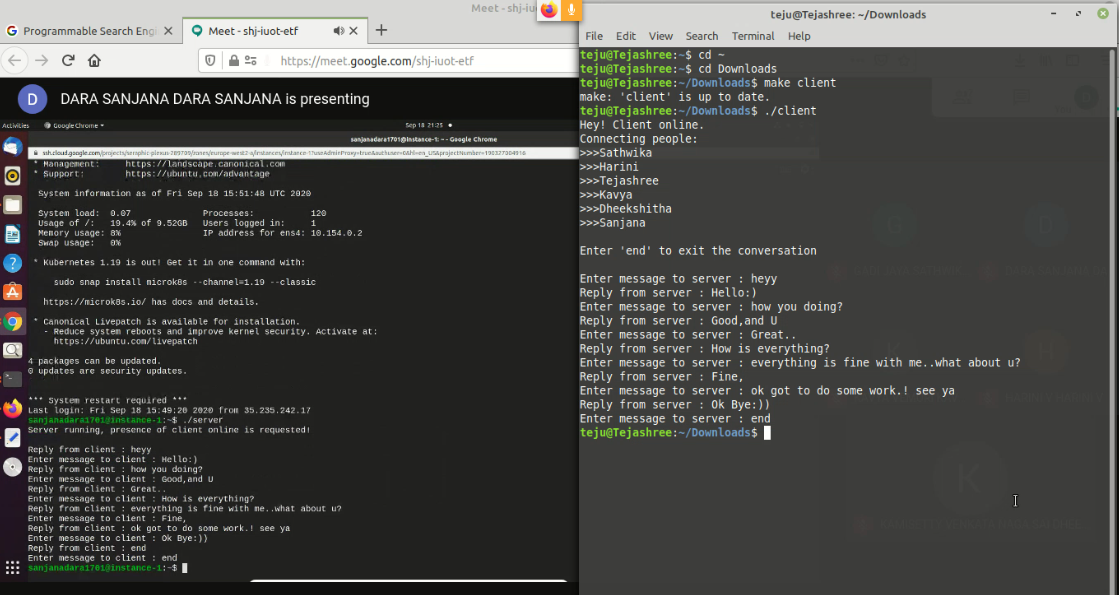 Meet - shj-iu
Programmable Search Engi
Meet - shj-iuot-etf
https://meet.google.com/shj-iuot-etf
D
DARA SANJANA DARA SANJANA is presenting
Activities
Google Chrome
Sep 18 21:25
sanjanadara1701@instance-1: ~ - Google Chrome
* Management: https://landscape.canonical.com
* Support: https://ubuntu.com/advantage
System information as of Fri Sep 18 15:51:48 UTC 2020
System load: 0.07 Processes: 120
Usage of /: 19.4% of 9.52GB Users logged in: 1
Memory usage: 8% IP address for ens4: 10.154.0.2
Swap usage: 0%
* Kubernetes 1.19 is out! Get it in one command with:
sudo snap install microk8s --channel=1.19 --classic
https://microk8s.io/ has docs and details.
* Canonical Livepatch is available for installation.
- Reduce system reboots and improve kernel security. Activate at:
https://ubuntu.com/livepatch
4 packages can be updated.
0 updates are security updates.
*** System restart required ***
Last login: Fri Sep 18 15:49:20 2020 from 35.235.242.17
sanjanadara1701@instance-1:~$ ./server
Server running, presence of client online is requested!
Reply from client : heyy
Enter message to client : Hello:)
Reply from client : how you doing?
Enter message to client : Good,and U
Reply from client : Great..
Enter message to client : How is everything?
Reply from client : everything is fine with me..what about u?
Enter message to client : Fine,
Reply from client : ok got to do some work.! see ya
Enter message to client : Ok Bye:))
Reply from client : end
Enter message to client : end
sanjanadara1701@instance-1:~$
teju@Tejashree: ~/Downloads
File Edit View Search Terminal Help
teju@Tejashree:~$ cd ~
teju@Tejashree:~$ cd Downloads
teju@Tejashree:~/Downloads$ make client
make: 'client' is up to date.
teju@Tejashree:~/Downloads$ ./client
Hey! Client online.
Connecting people:
>>>Sathwika
>>>Harini
>>>Tejashree
>>>Kavya
>>>Dheekshitha
>>>Sanjana
Enter 'end' to exit the conversation
Enter message to server : heyy
Reply from server : Hello:)
Enter message to server : how you doing?
Reply from server : Good,and U
Enter message to server : Great..
Reply from server : How is everything?
Enter message to server : everything is fine with me..what about u?
Reply from server : Fine,
Enter message to server : ok got to do some work.! see ya
Reply from server : Ok Bye:))
Enter message to server : end
teju@Tejashree:~/Downloads$